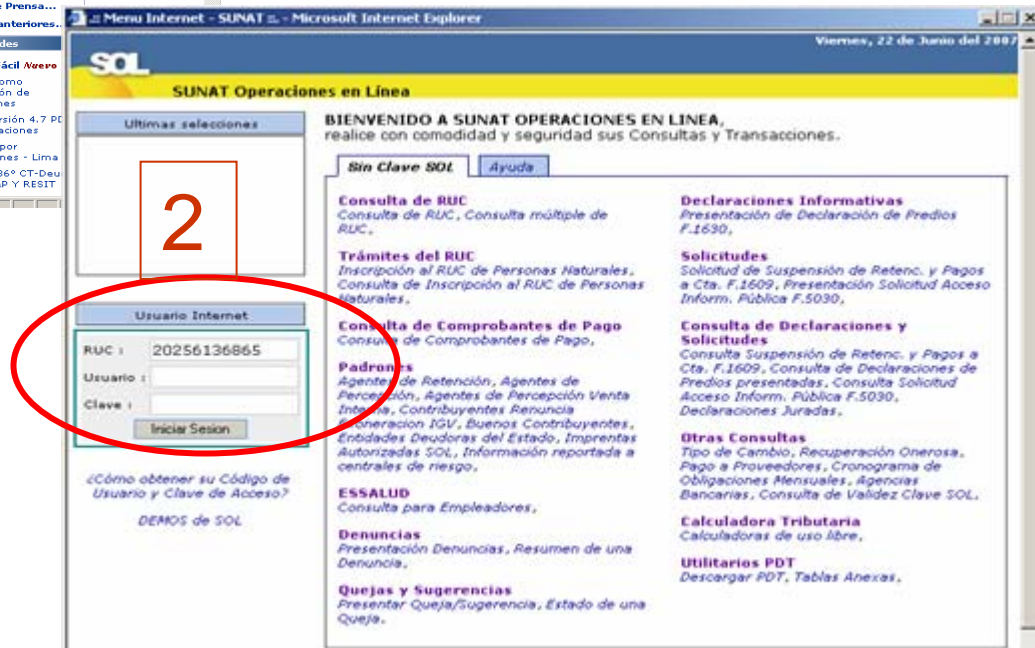 Prensa...
anteriores..
des
ácil Nuevo
omo
ón de
nes
rsión 4.7 PD
aciones
por
nes - Lima
36º CT-Deu
AP Y RESIT
.:: Menu Internet - SUNAT ::. - Microsoft Internet Explorer
Viernes, 22 de Junio del 2007
SOL
SUNAT Operaciones en Línea
Ultimas selecciones
2
Usuario Internet
RUC : 20256136865
Usuario :
Clave :
Iniciar Sesion
¿Cómo obtener su Código de
Usuario y Clave de Acceso?
DEMOS de SOL
BIENVENIDO A SUNAT OPERACIONES EN LINEA,
realice con comodidad y seguridad sus Consultas y Transacciones.
Sin Clave SOL
Ayuda
Consulta de RUC
Consulta de RUC, Consulta múltiple de
RUC,
Trámites del RUC
Inscripción al RUC de Personas Naturales,
Consulta de Inscripción al RUC de Personas
Naturales,
Consulta de Comprobantes de Pago
Consulta de Comprobantes de Pago,
Padrones
Agentes de Retención, Agentes de
Percepción, Agentes de Percepción Venta
Interna, Contribuyentes Renuncia
Exoneracion IGV, Buenos Contribuyentes,
Entidades Deudoras del Estado, Imprentas
Autorizadas SOL, Información reportada a
centrales de riesgo,
ESSALUD
Consulta para Empleadores,
Denuncias
Presentación Denuncias, Resumen de una
Denuncia,
Quejas y Sugerencias
Presentar Queja/Sugerencia, Estado de una
Queja,
Declaraciones Informativas
Presentación de Declaración de Predios
F.1630,
Solicitudes
Solicitud de Suspensión de Retenc. y Pagos
a Cta. F.1609, Presentación Solicitud Acceso
Inform. Pública F.5030,
Consulta de Declaraciones y
Solicitudes
Consulta Suspensión de Retenc. y Pagos a
Cta. F.1609, Consulta de Declaraciones de
Predios presentadas, Consulta Solicitud
Acceso Inform. Pública F.5030,
Declaraciones Juradas,
Otras Consultas
Tipo de Cambio, Recuperación Onerosa,
Pago a Proveedores, Cronograma de
Obligaciones Mensuales, Agencias
Bancarias, Consulta de Validez Clave SOL,
Calculadora Tributaria
Calculadoras de uso libre,
Utilitarios PDT
Descargar PDT, Tablas Anexas,